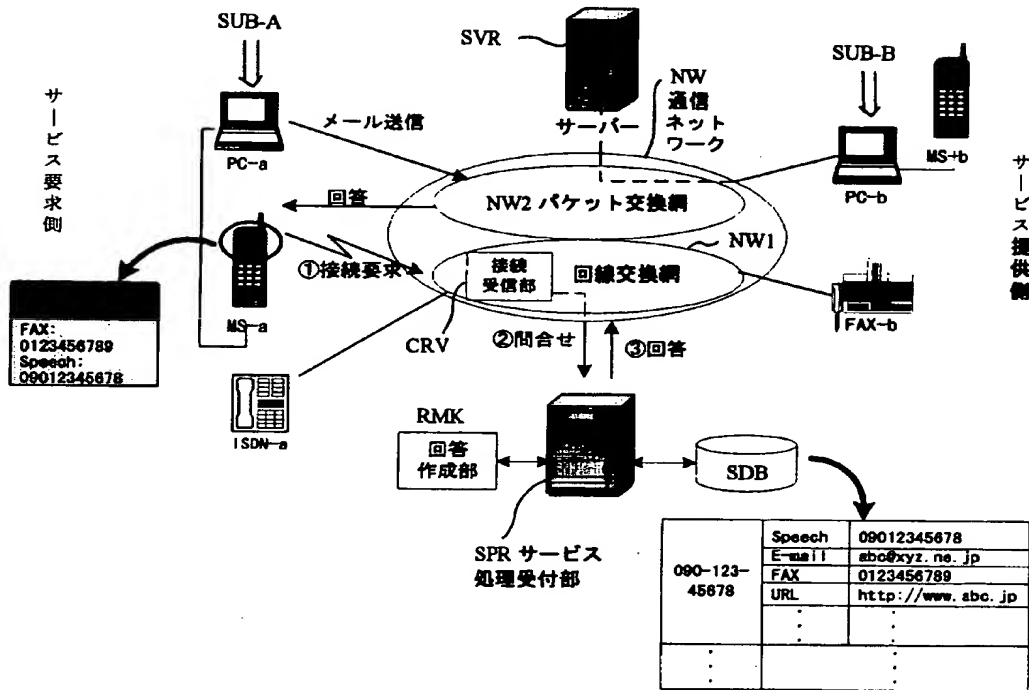 SUB-A
SVR
SUB-B
NW
通信
ネット
ワーク
サーバー
サービス要求側
メール送信
PC-a
MS-b
PC-b
サービス提供側
回答
NW2 パケット交換網
NW1
①接続要求
接続
受信部
回線交換網
MS-a
CRV
②問合せ
③回答
FAX-b
FAX:
0123456789
Speech:
09012345678
ISDN-a
RMK
回答
作成部
SDB
SPR サービス
処理受付部
090-123-
45678
Speech 09012345678
E-mail abc@xyz.ne.jp
FAX 0123456789
URL http://www.abc.jp